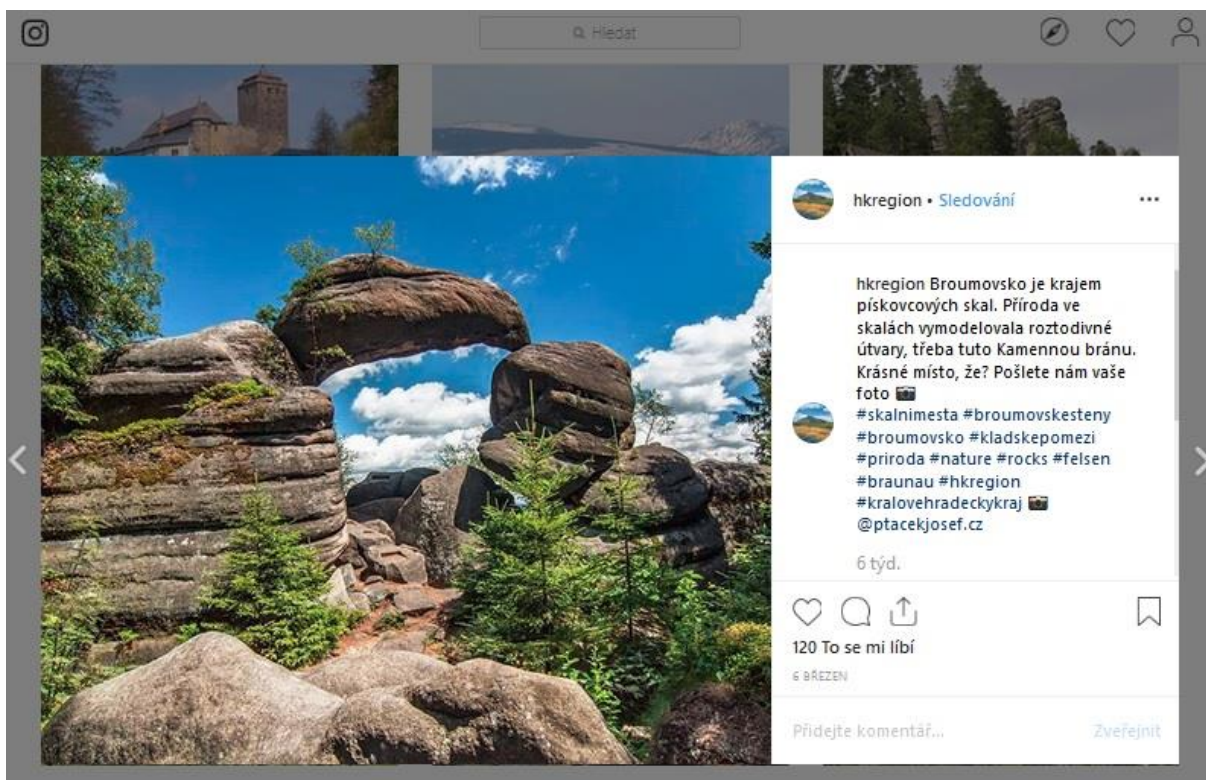 Hledat
hkregion • Sledování
hkregion Broumovsko je krajem
pískovcových skal. Příroda ve
skalách vymodelovala roztodivné
útvary, třeba tuto Kamennou bránu.
Krásné místo, že? Pošlete nám vaše
foto 📷
#skalnimesta #broumovskesteny
#broumovsko #kladskepomezi
#priroda #nature #rocks #felsen
#braunau #hkregion
#kralovehradeckykraj 📷
@ptacekjosef.cz
6 týd.
120 To se mi líbí
6 BŘEZEN
Přidejte komentář...
Zveřejnit